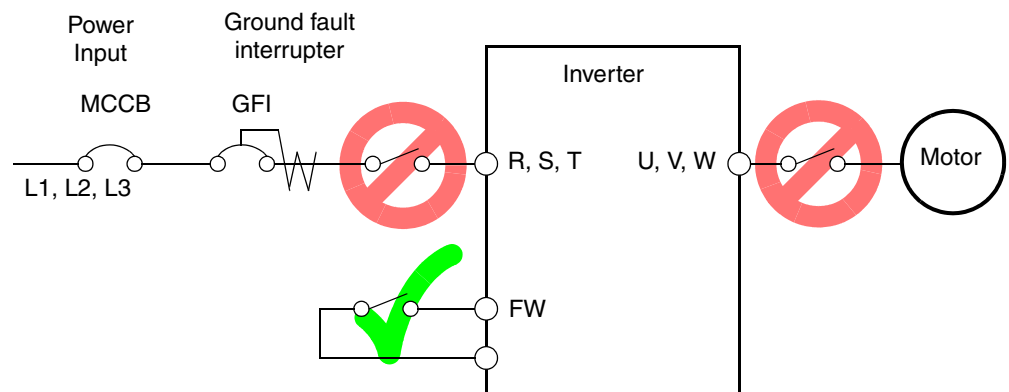 Power
Input
Ground fault
interrupter
Inverter
MCCB
GFI
L1, L2, L3
R, S, T
U, V, W
Motor
FW